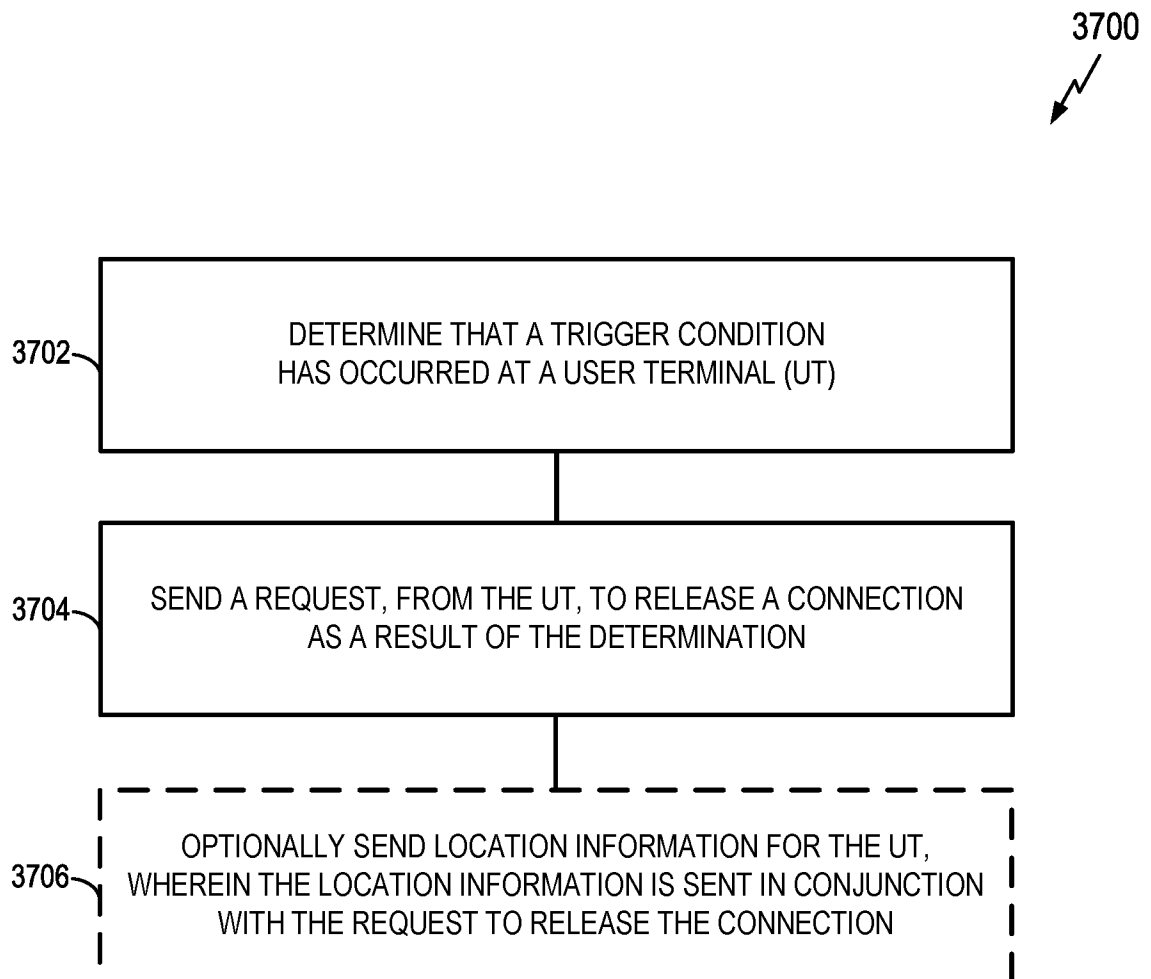 3700
3702
DETERMINE THAT A TRIGGER CONDITION
HAS OCCURRED AT A USER TERMINAL (UT)
3704
SEND A REQUEST, FROM THE UT, TO RELEASE A CONNECTION
AS A RESULT OF THE DETERMINATION
3706
OPTIONALLY SEND LOCATION INFORMATION FOR THE UT,
WHEREIN THE LOCATION INFORMATION IS SENT IN CONJUNCTION
WITH THE REQUEST TO RELEASE THE CONNECTION